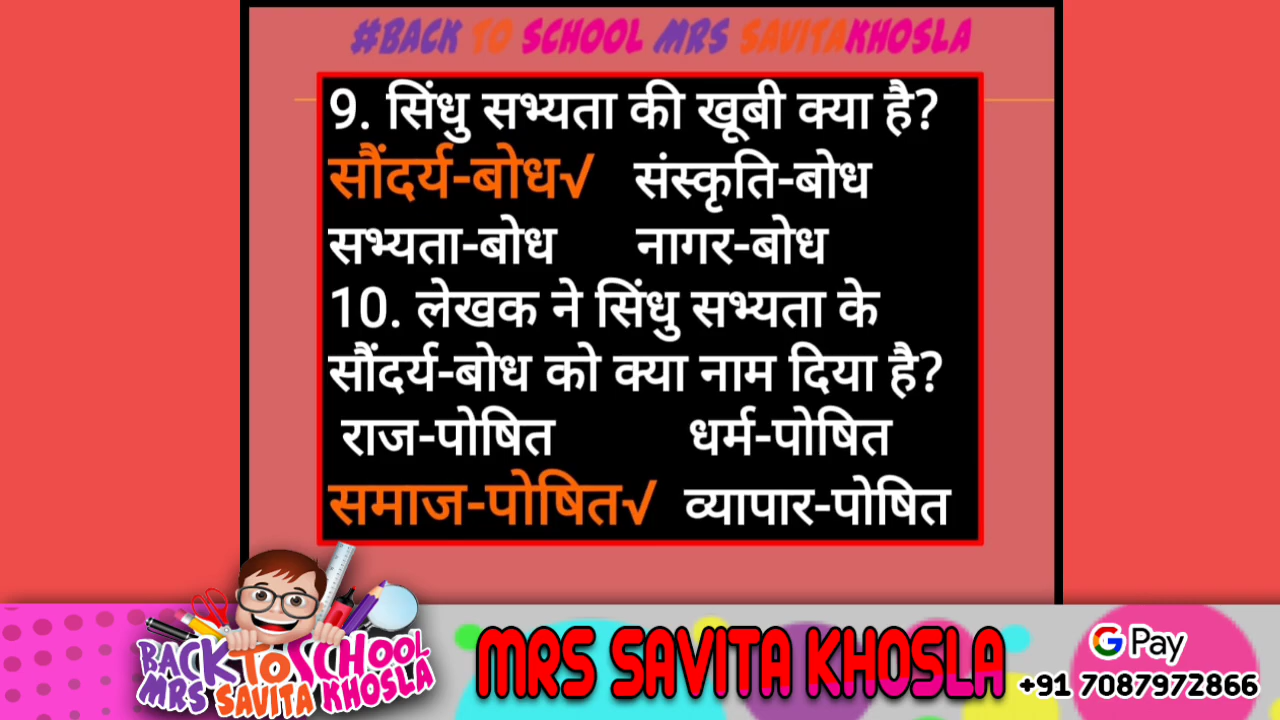 #BACK TO SCHOOL MRS SAVITAKHOSLA
9. सिंधु सभ्यता की खूबी क्या है?
सौंदर्य-बोध√ संस्कृति-बोध
सभ्यता-बोध नागर-बोध
10. लेखक ने सिंधु सभ्यता के
सौंदर्य-बोध को क्या नाम दिया है?
राज-पोषित धर्म-पोषित
समाज-पोषित√ व्यापार-पोषित
BACK TO SCHOOL
MRS SAVITA KHOSLA
MRS SAVITA KHOSLA
G Pay
+91 7087972866